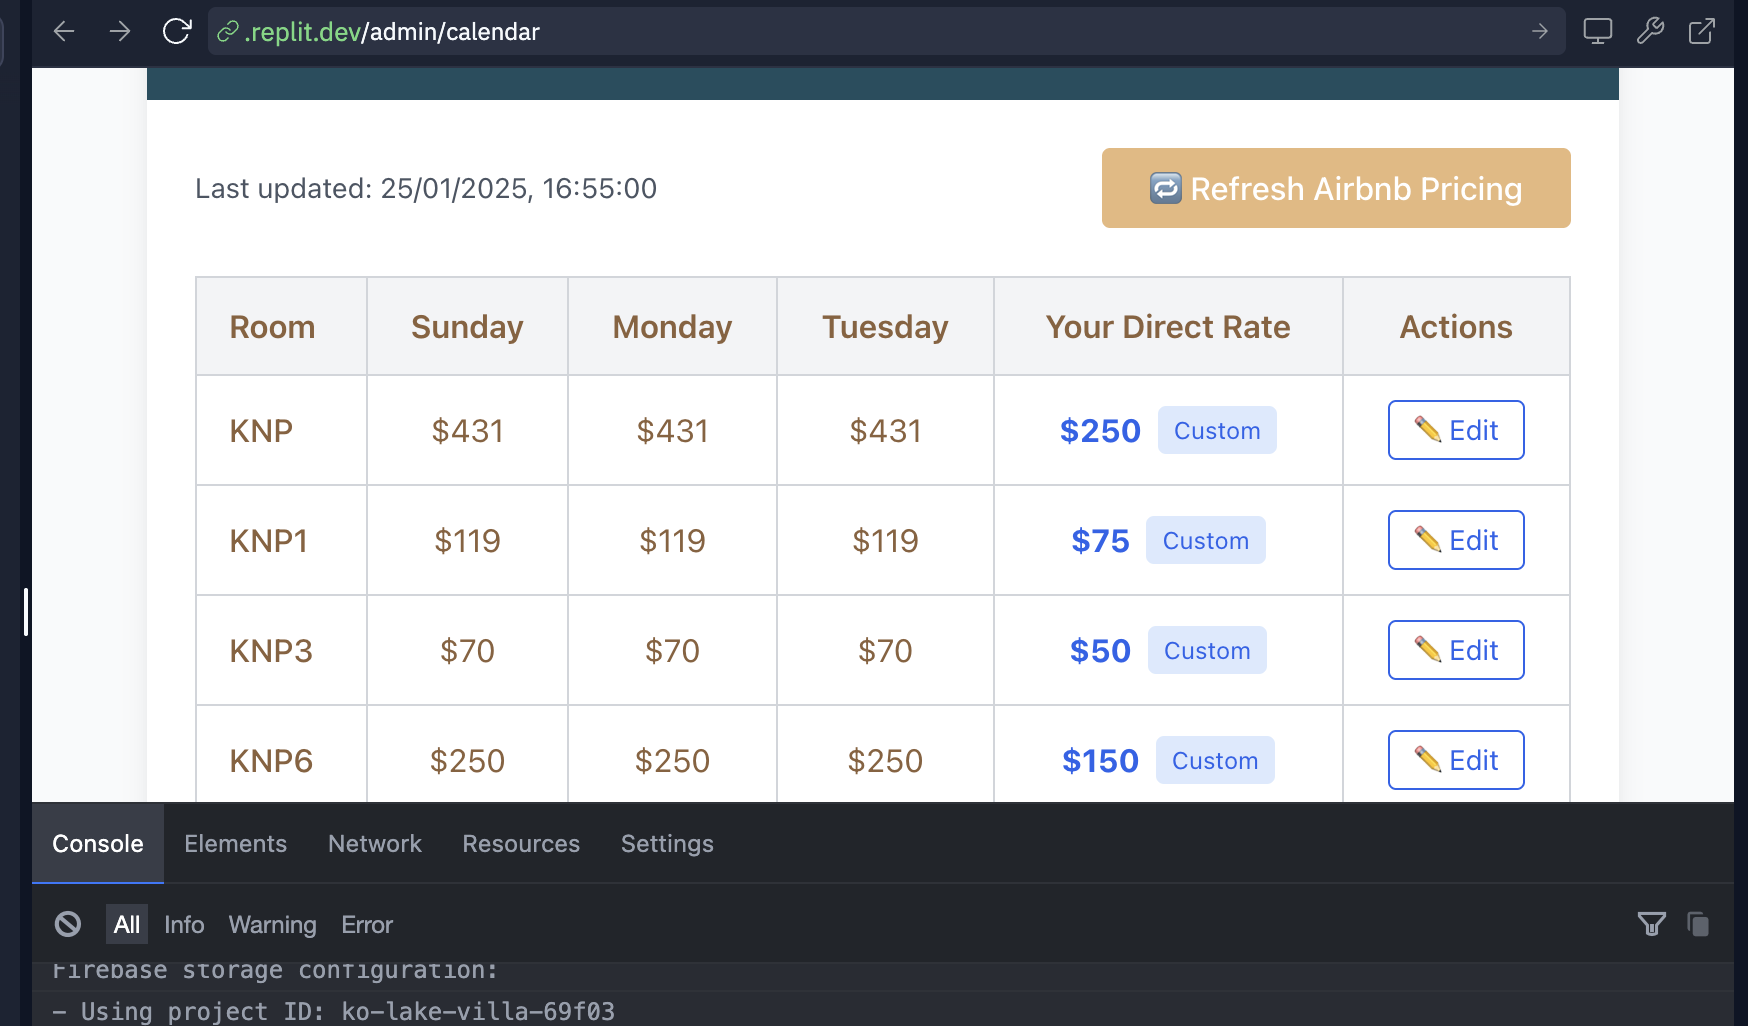 .replit.dev/admin/calendar
Last updated: 25/01/2025, 16:55:00
Refresh Airbnb Pricing
Room Sunday Monday Tuesday Your Direct Rate Actions
KNP $431 $431 $431 $250 Custom Edit
KNP1 $119 $119 $119 $75 Custom Edit
KNP3 $70 $70 $70 $50 Custom Edit
KNP6 $250 $250 $250 $150 Custom Edit
Console Elements Network Resources Settings
All Info Warning Error
Firebase storage configuration:
– Using project ID: ko-lake-villa-69f03